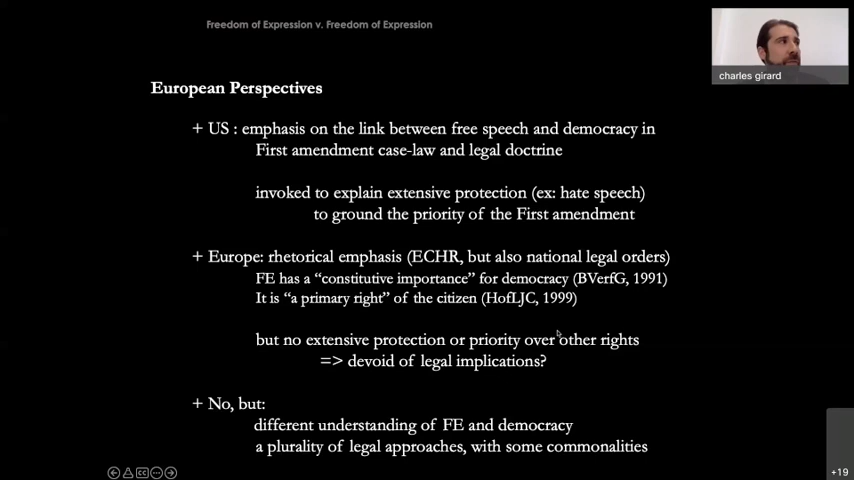 Freedom of Expression v. Freedom of Expression
charles girard
European Perspectives
+ US : emphasis on the link between free speech and democracy in
First amendment case-law and legal doctrine
invoked to explain extensive protection (ex: hate speech)
to ground the priority of the First amendment
+ Europe: rhetorical emphasis (ECHR, but also national legal orders)
FE has a “constitutive importance” for democracy (BVerfG, 1991)
It is “a primary right” of the citizen (HofLJC, 1999)
but no extensive protection or priority over other rights
=> devoid of legal implications?
+ No, but:
different understanding of FE and democracy
a plurality of legal approaches, with some commonalities
CC
+19